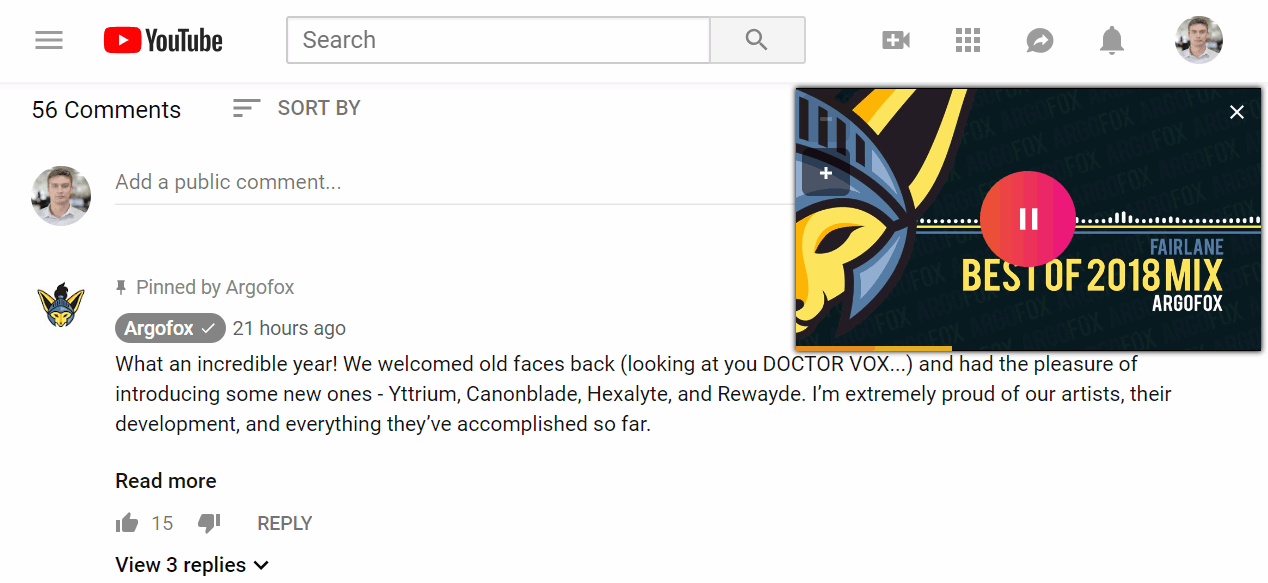 YouTube
Search
56 Comments
SORT BY
Add a public comment...
FAIRLANE
BEST OF 2018 MIX
ARGOFOX
Pinned by Argofox
Argofox 21 hours ago
What an incredible year! We welcomed old faces back (looking at you DOCTOR VOX...) and had the pleasure of
introducing some new ones - Yttrium, Canonblade, Hexalyte, and Rewayde. I’m extremely proud of our artists, their
development, and everything they’ve accomplished so far.
Read more
15 REPLY
View 3 replies